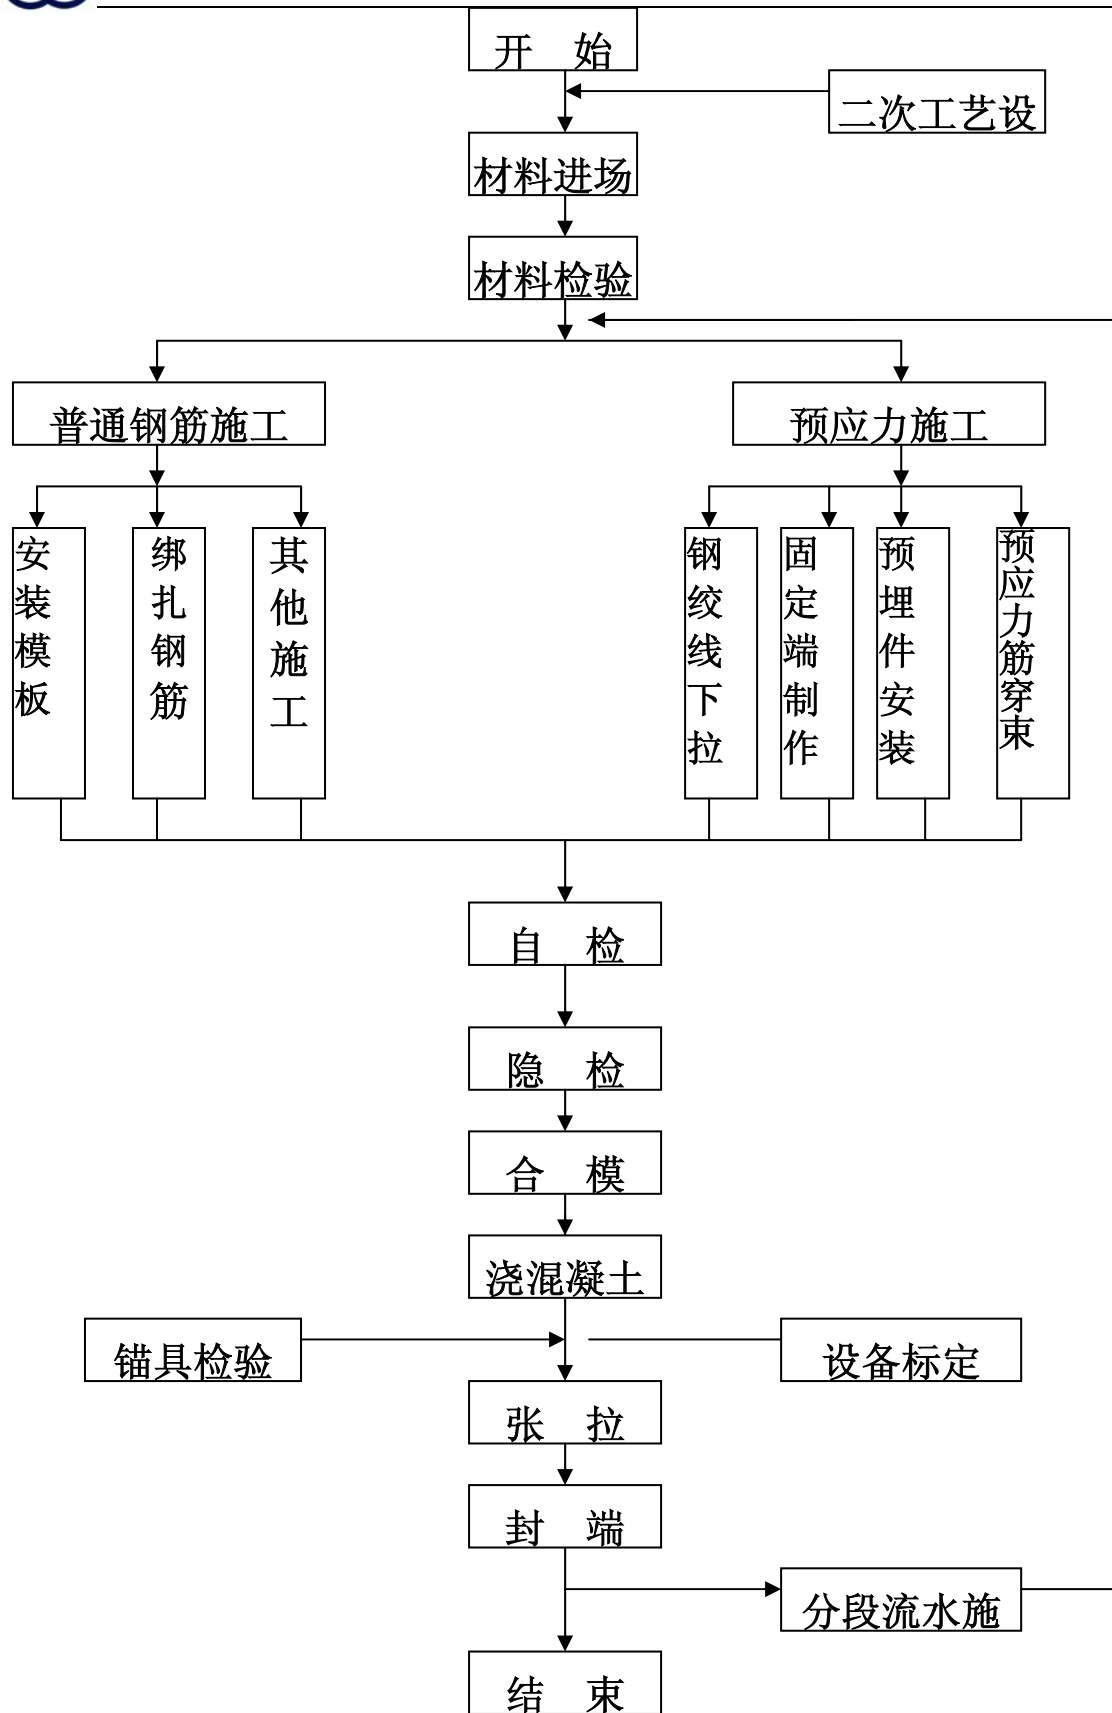 开 始
二次工艺设
材料进场
材料检验
普通钢筋施工
预应力施工
安装模板
绑扎钢筋
其他施工
钢绞线下拉
固定端制作
预埋件安装
预应力筋穿束
自 检
隐 检
合 模
浇混凝土
锚具检验
设备标定
张 拉
封 端
分段流水施
结 束